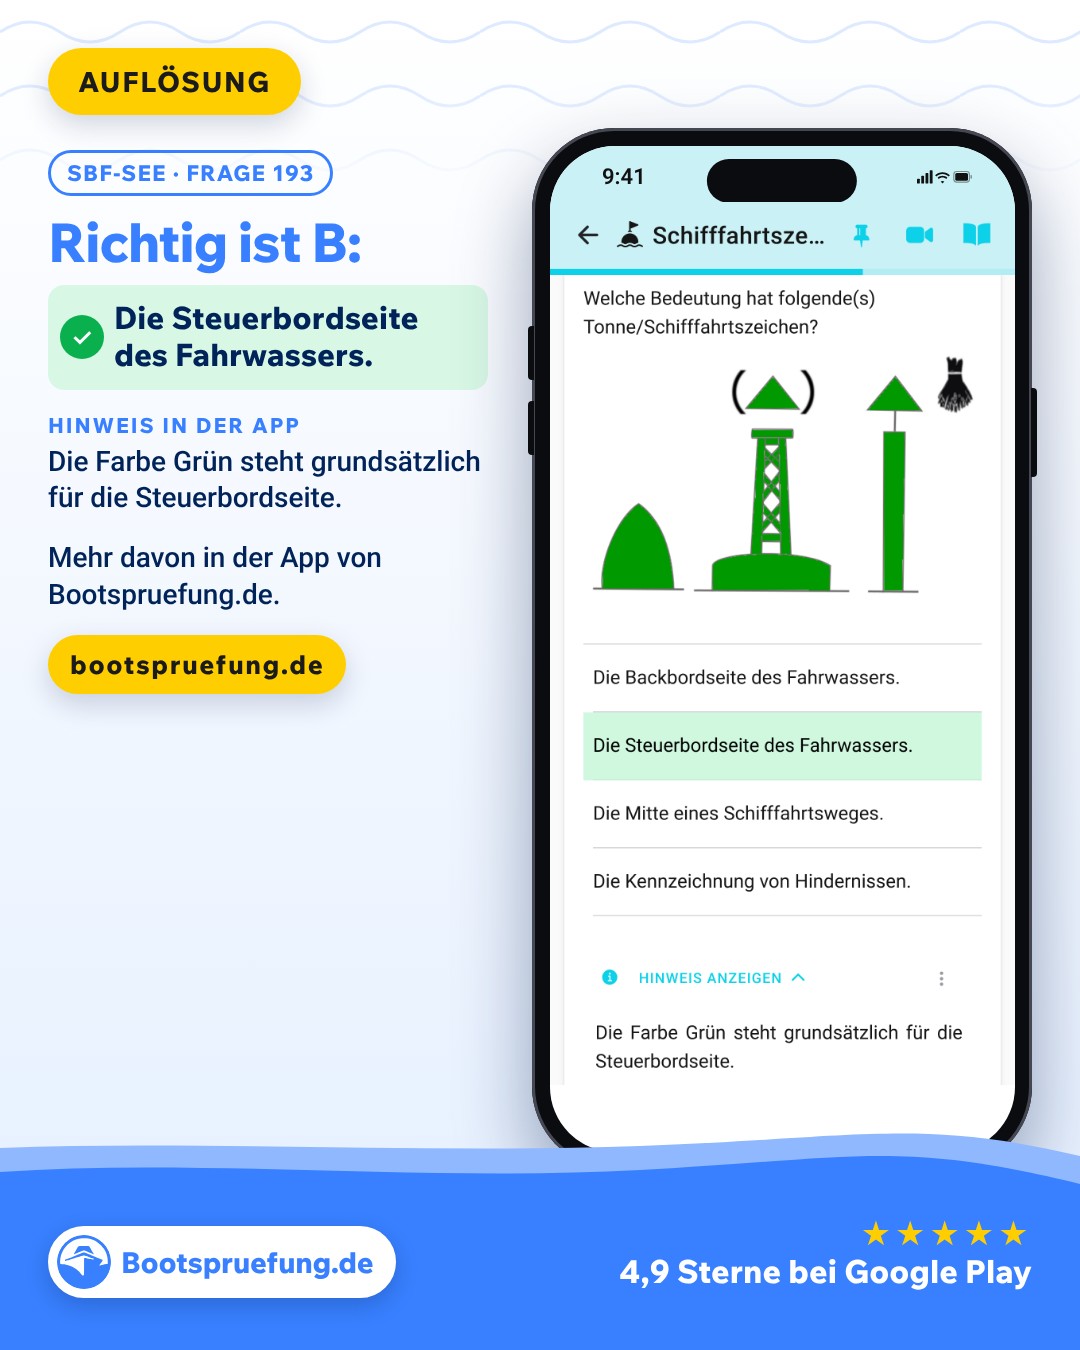 AUFLÖSUNG
SBF-SEE · FRAGE 193
Richtig ist B:
Die Steuerbordseite
des Fahrwassers.
HINWEIS IN DER APP
Die Farbe Grün steht grundsätzlich
für die Steuerbordseite.
Mehr davon in der App von
Bootspruefung.de.
bootspruefung.de
9:41
Schifffahrtsze...
Welche Bedeutung hat folgende(s)
Tonne/Schifffahrtszeichen?
( )
Die Backbordseite des Fahrwassers.
Die Steuerbordseite des Fahrwassers.
Die Mitte eines Schifffahrtsweges.
Die Kennzeichnung von Hindernissen.
HINWEIS ANZEIGEN
Die Farbe Grün steht grundsätzlich für die
Steuerbordseite.
Bootspruefung.de
★★★★★
4,9 Sterne bei Google Play